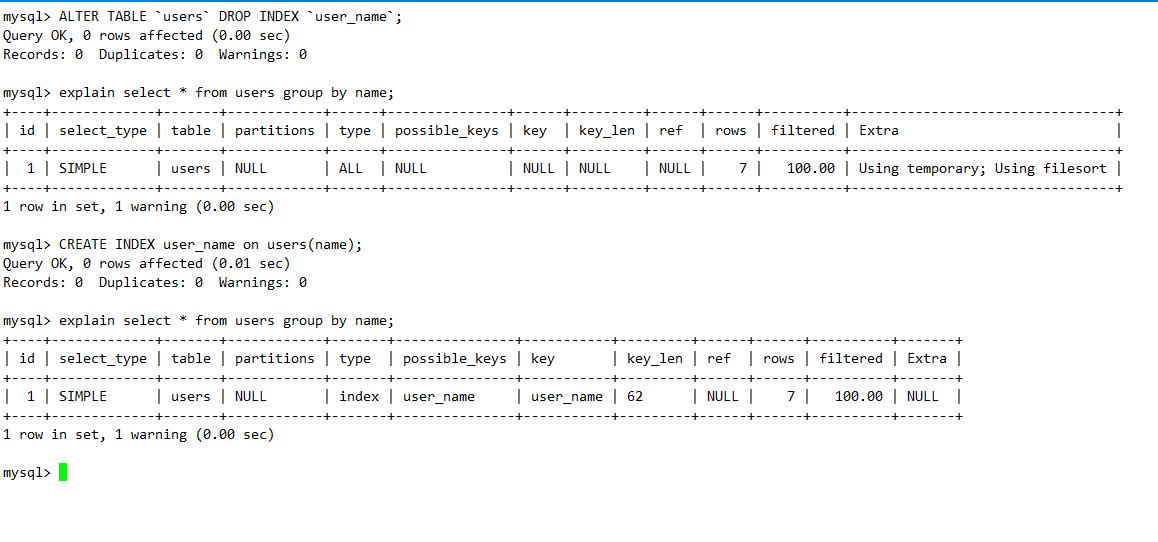 mysql> ALTER TABLE `users` DROP INDEX `user_name`;
Query OK, 0 rows affected (0.00 sec)
Records: 0  Duplicates: 0  Warnings: 0

mysql> explain select * from users group by name;
+----+-------------+-------+------------+------+---------------+------+---------+------+------+----------+---------------------------------+
| id | select_type | table | partitions | type | possible_keys | key  | key_len | ref  | rows | filtered | Extra                           |
+----+-------------+-------+------------+------+---------------+------+---------+------+------+----------+---------------------------------+
|  1 | SIMPLE      | users | NULL       | ALL  | NULL          | NULL | NULL    | NULL |    7 |   100.00 | Using temporary; Using filesort |
+----+-------------+-------+------------+------+---------------+------+---------+------+------+----------+---------------------------------+
1 row in set, 1 warning (0.00 sec)

mysql> CREATE INDEX user_name on users(name);
Query OK, 0 rows affected (0.01 sec)
Records: 0  Duplicates: 0  Warnings: 0

mysql> explain select * from users group by name;
+----+-------------+-------+------------+-------+---------------+-----------+---------+------+------+----------+-------+
| id | select_type | table | partitions | type  | possible_keys | key       | key_len | ref  | rows | filtered | Extra |
+----+-------------+-------+------------+-------+---------------+-----------+---------+------+------+----------+-------+
|  1 | SIMPLE      | users | NULL       | index | user_name     | user_name | 62      | NULL |    7 |   100.00 | NULL  |
+----+-------------+-------+------------+-------+---------------+-----------+---------+------+------+----------+-------+
1 row in set, 1 warning (0.00 sec)

mysql>